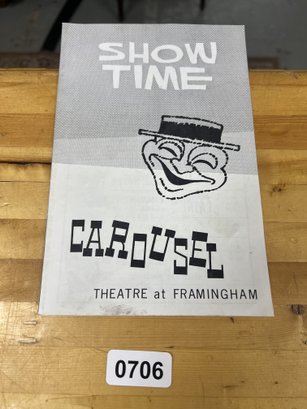 SHOW
TIME
CAROUSEL
THEATRE at FRAMINGHAM
0706